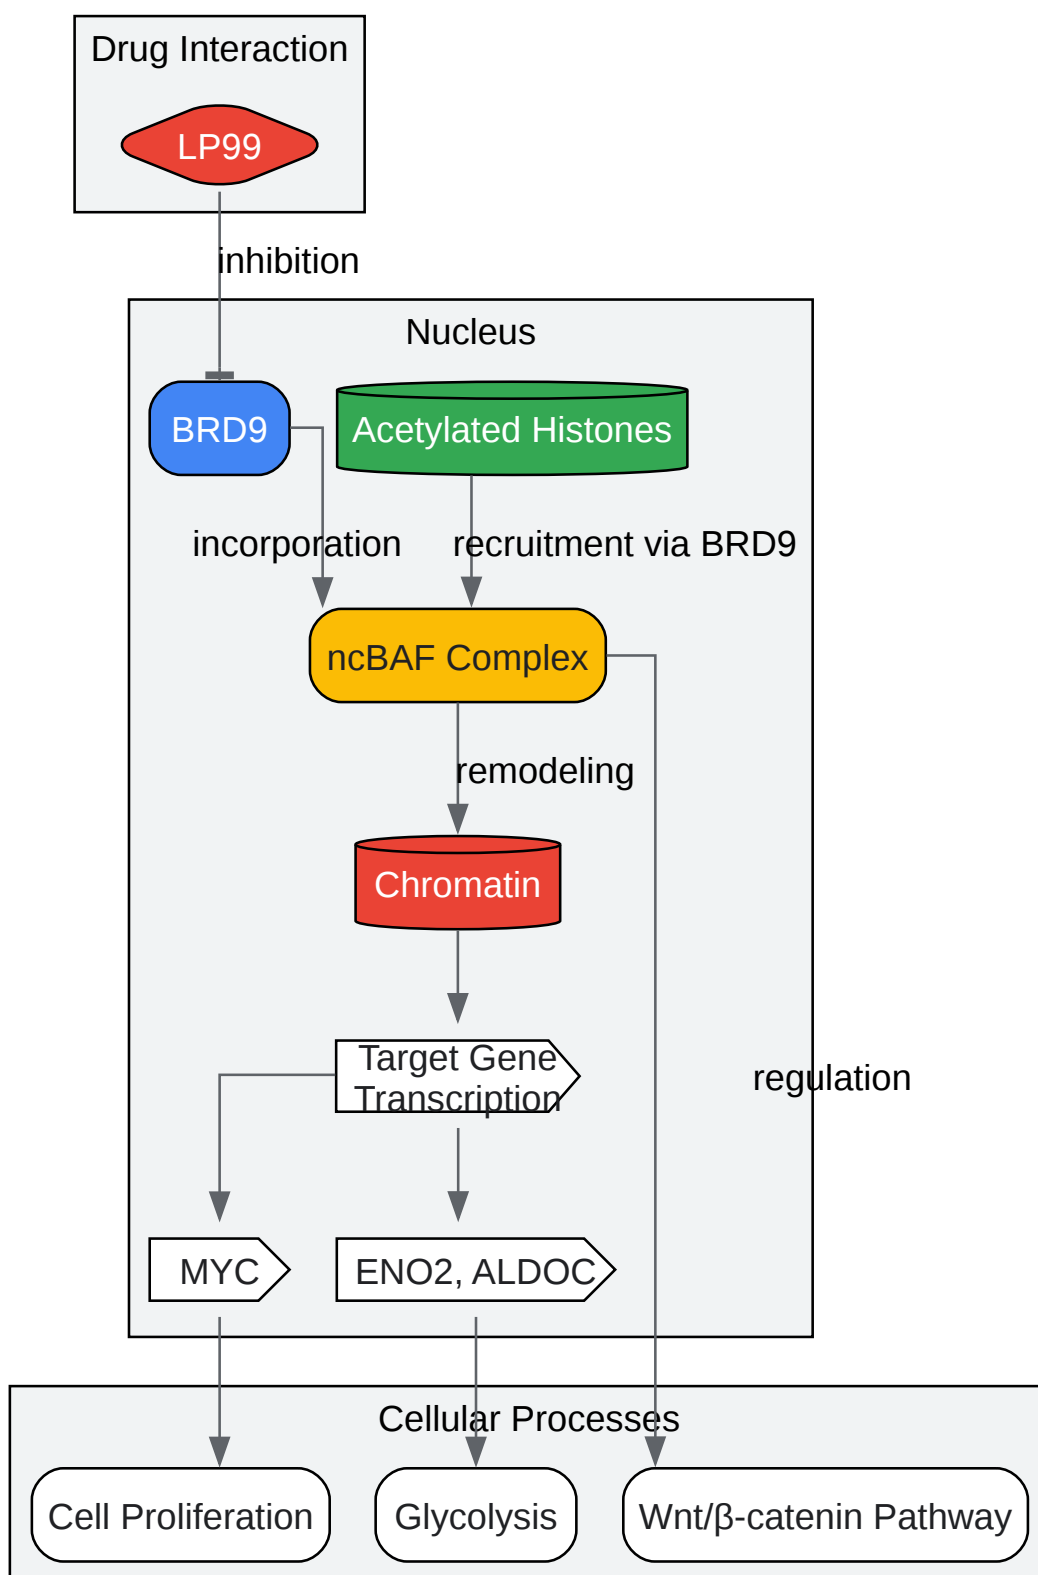 Drug Interaction
LP99
inhibition
Nucleus
BRD9
Acetylated Histones
incorporation
recruitment via BRD9
ncBAF Complex
remodeling
Chromatin
Target Gene
Transcription
regulation
MYC
ENO2, ALDOC
Cellular Processes
Cell Proliferation
Glycolysis
Wnt/β-catenin Pathway